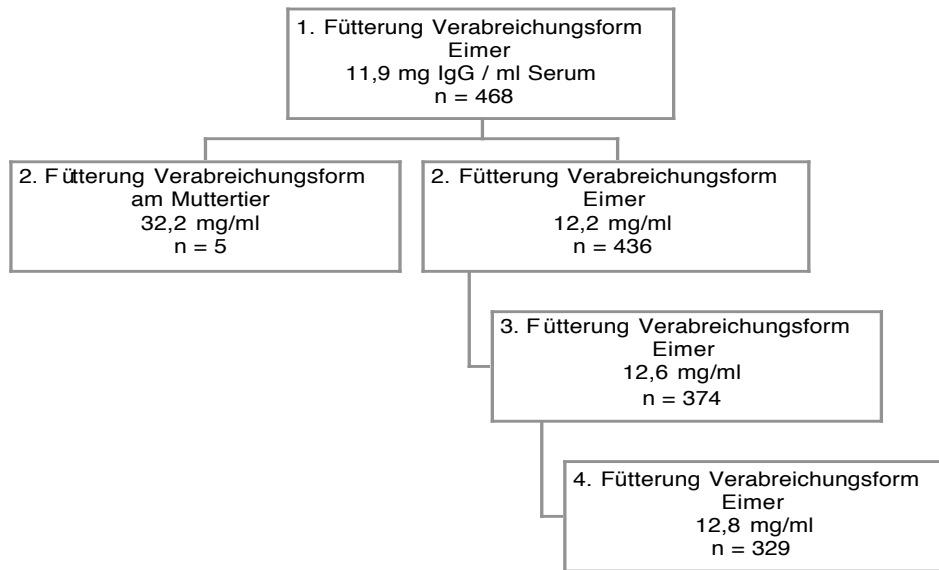 1. Fütterung Verabreichungsform
Eimer
11,9 mg IgG / ml Serum
n = 468
2. Fütterung Verabreichungsform
am Muttertier
32,2 mg/ml
n = 5
2. Fütterung Verabreichungsform
Eimer
12,2 mg/ml
n = 436
3. Fütterung Verabreichungsform
Eimer
12,6 mg/ml
n = 374
4. Fütterung Verabreichungsform
Eimer
12,8 mg/ml
n = 329